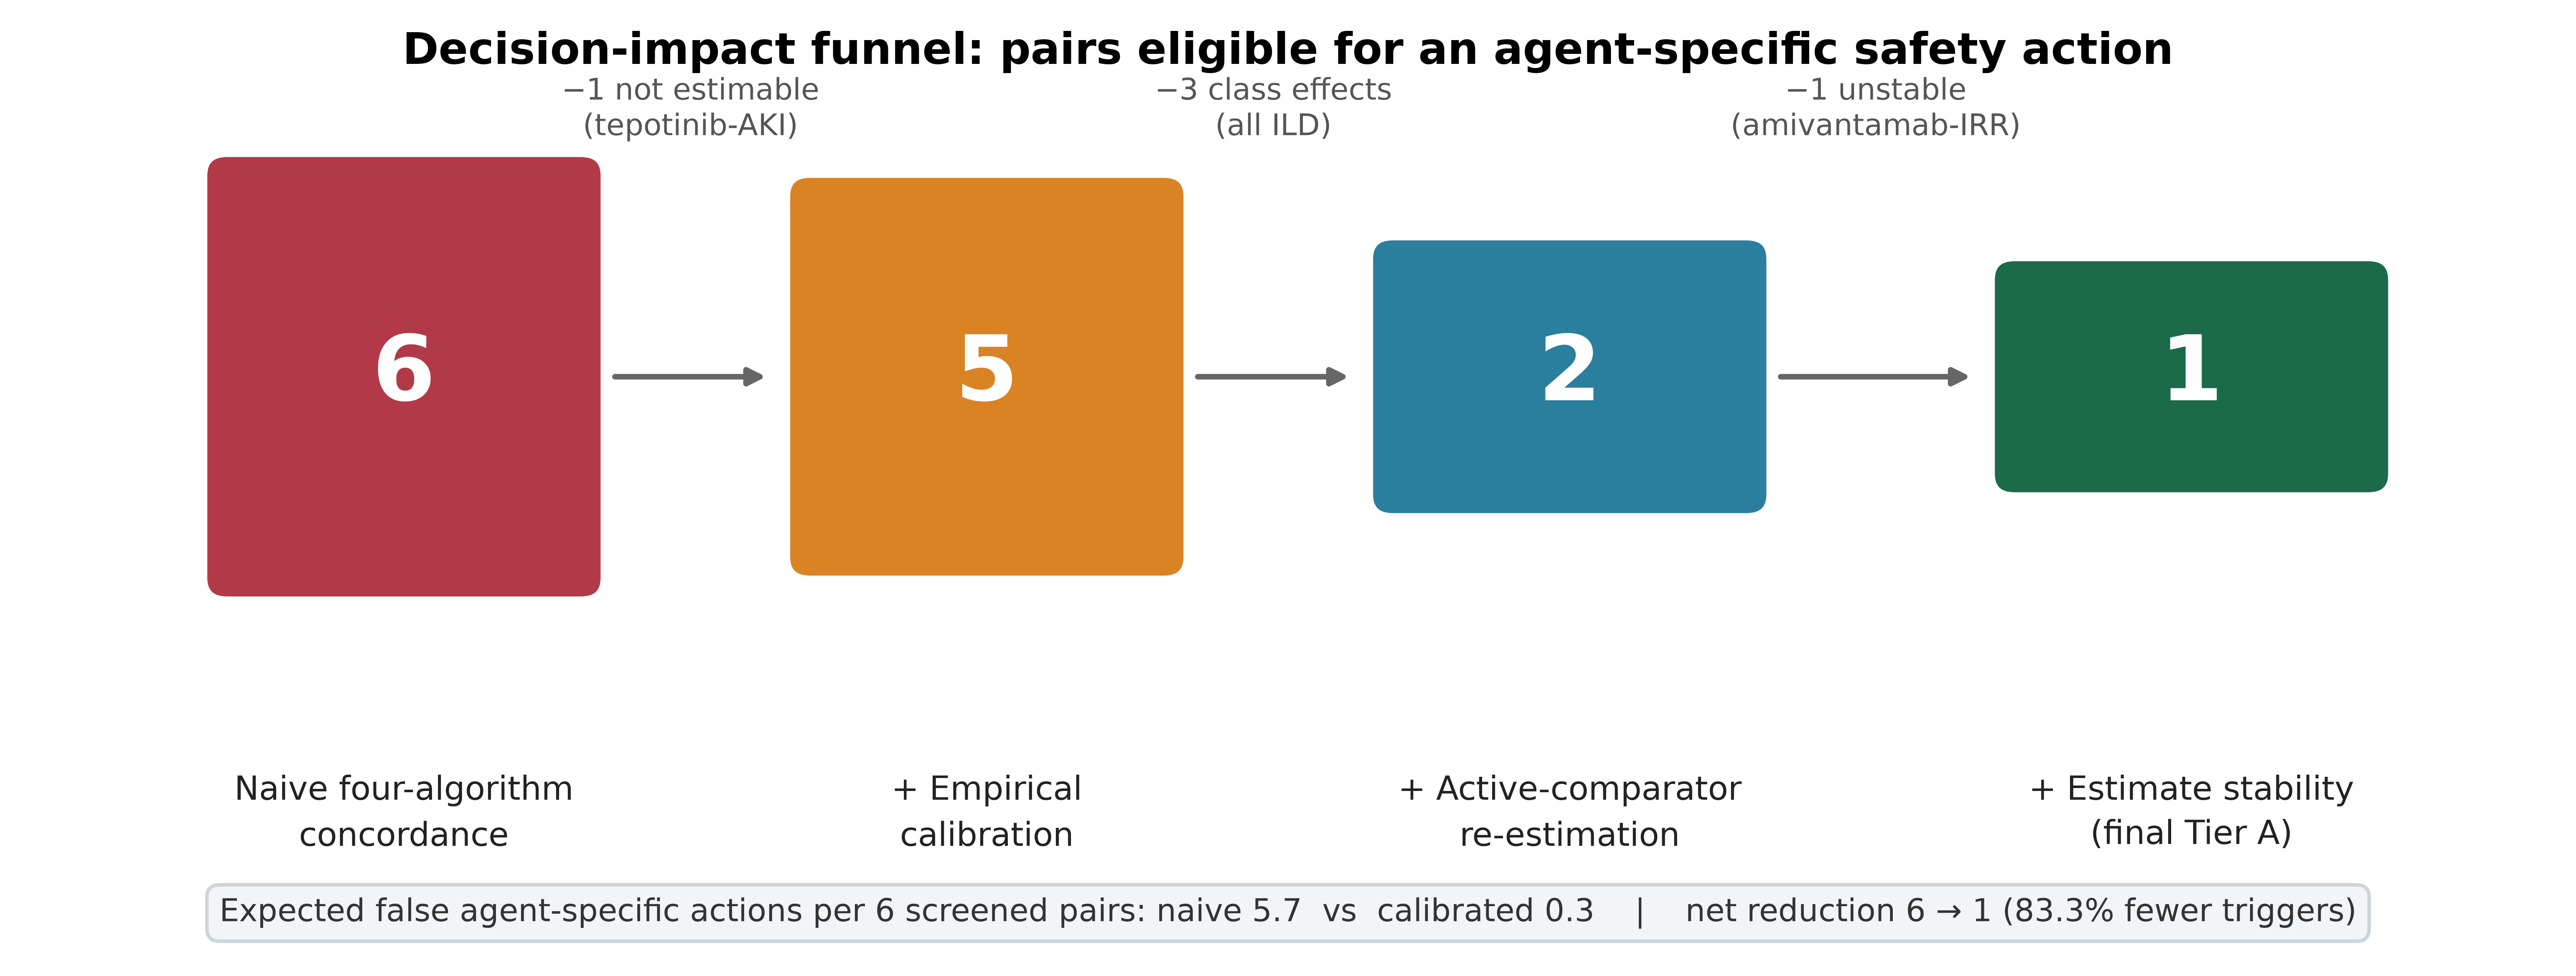 Decision-impact funnel: pairs eligible for an agent-specific safety action
−1 not estimable
(tepotinib-AKI)
−3 class effects
(all ILD)
−1 unstable
(amivantamab-IRR)
6
5
2
1
Naive four-algorithm
concordance
+ Empirical
calibration
+ Active-comparator
re-estimation
+ Estimate stability
(final Tier A)
Expected false agent-specific actions per 6 screened pairs: naive 5.7  vs  calibrated 0.3    |    net reduction 6 → 1 (83.3% fewer triggers)